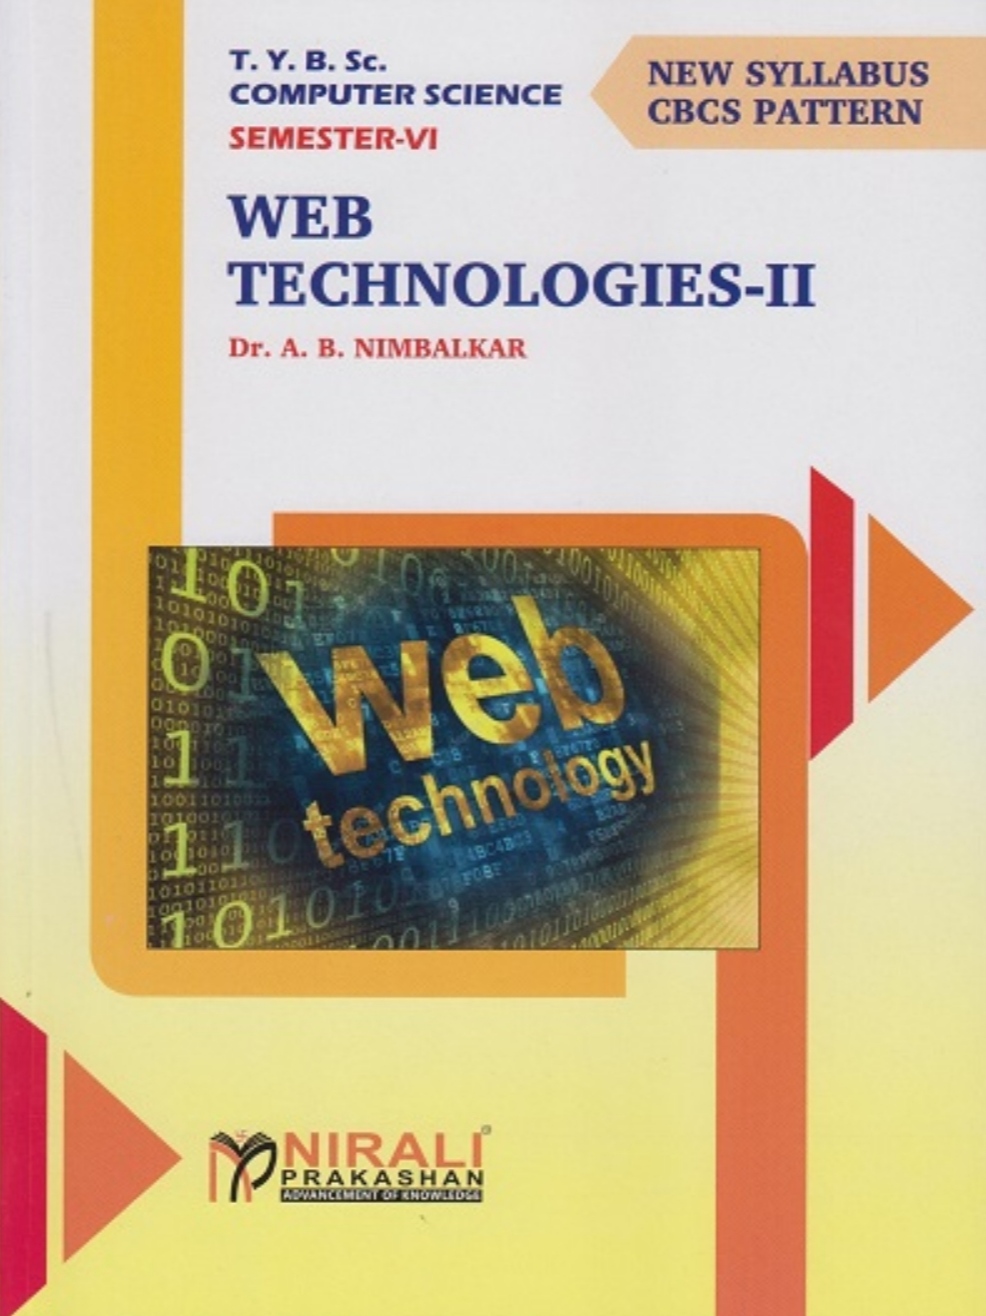 T. Y. B. Sc.
COMPUTER SCIENCE
SEMESTER-VI
NEW SYLLABUS
CBCS PATTERN
WEB
TECHNOLOGIES-II
Dr. A. B. NIMBALKAR
web
technology
NIRALI
PRAKASHAN
ADVANCEMENT OF KNOWLEDGE